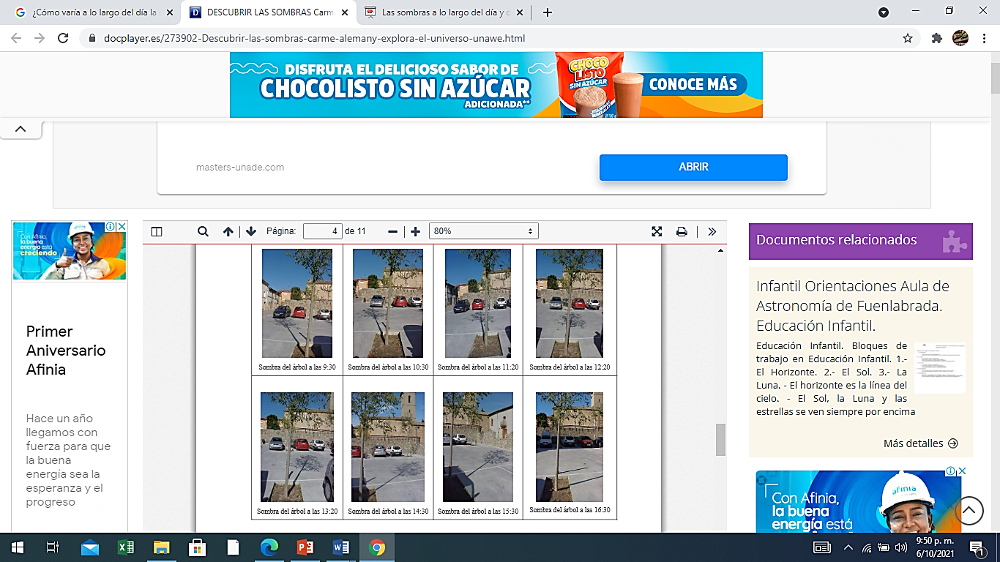 ¿Cómo varía a lo largo del día la
DESCUBRIR LAS SOMBRAS Carm
Las sombras a lo largo del día y c
docplayer.es/273902-Descubrir-las-sombras-carme-alemany-explora-el-universo-unawe.html
DISFRUTA EL DELICIOSO SABOR DE
CHOCOLISTO SIN AZÚCAR
ADICIONADA**
CHOCO
LISTO
SIN AZÚCAR
CONOCE MÁS
masters-unade.com
ABRIR
Con Afinia,
la buena
energía está
creciendo
afinia
Primer
Aniversario
Afinia
Hace un año
llegamos con
fuerza para que
la buena
energía sea la
esperanza y el
progreso
Página: 4 de 11
80%
Sombra del árbol a las 9:30
Sombra del árbol a las 10:30
Sombra del árbol a las 11:20
Sombra del árbol a las 12:20
Sombra del árbol a las 13:20
Sombra del árbol a las 14:30
Sombra del árbol a las 15:30
Sombra del árbol a las 16:30
Documentos relacionados
Infantil Orientaciones Aula de
Astronomía de Fuenlabrada.
Educación Infantil.
Educación Infantil. Bloques de
trabajo en Educación Infantil. 1.-
El Horizonte. 2.- El Sol. 3.- La
Luna. - El horizonte es la línea del
cielo. - El Sol, la Luna y las
estrellas se ven siempre por encima
Más detalles
Con Afinia,
la buena
energía está
afinia
9:50 p. m.
6/10/2021
1